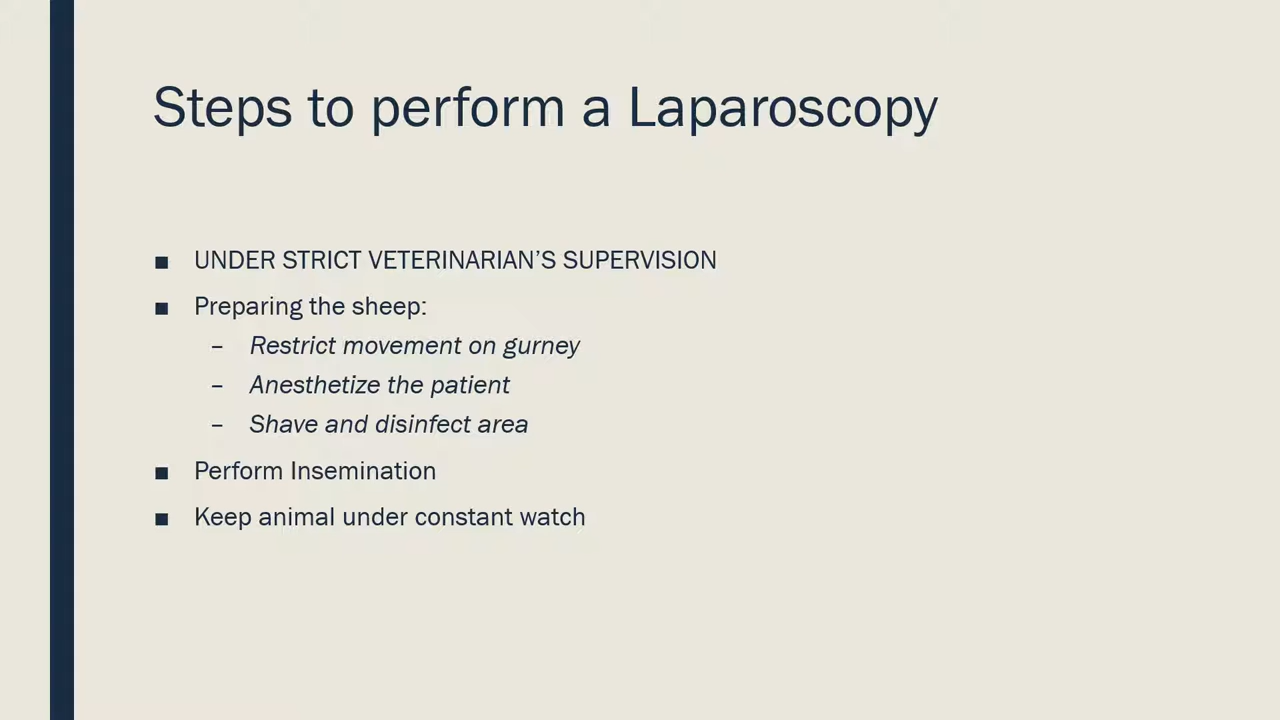 Steps to perform a Laparoscopy
■ UNDER STRICT VETERINARIAN’S SUPERVISION
■ Preparing the sheep:
– Restrict movement on gurney
– Anesthetize the patient
– Shave and disinfect area
■ Perform Insemination
■ Keep animal under constant watch